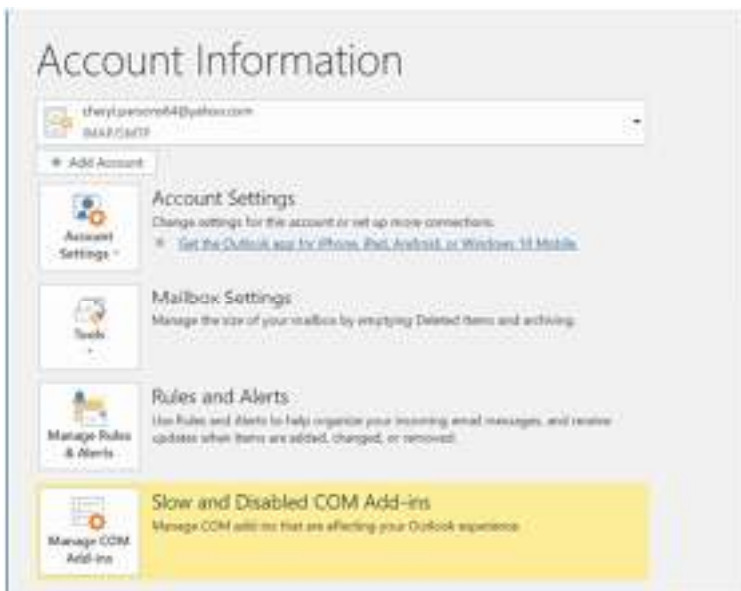 Account Information
cheryl.parsons64@yahoo.com
IMAP/SMTP
+ Add Account
Account Settings
Account Settings
Change settings for this account or set up more connections.
Get the Outlook app for iPhone, iPad, Android, or Windows 10 Mobile.
Tools
Mailbox Settings
Manage the size of your mailbox by emptying Deleted Items and archiving.
Manage Rules
& Alerts
Rules and Alerts
Use Rules and Alerts to help organize your incoming email messages, and receive
updates when items are added, changed, or removed.
Manage COM
Add-ins
Slow and Disabled COM Add-ins
Manage COM add-ins that are affecting your Outlook experience.